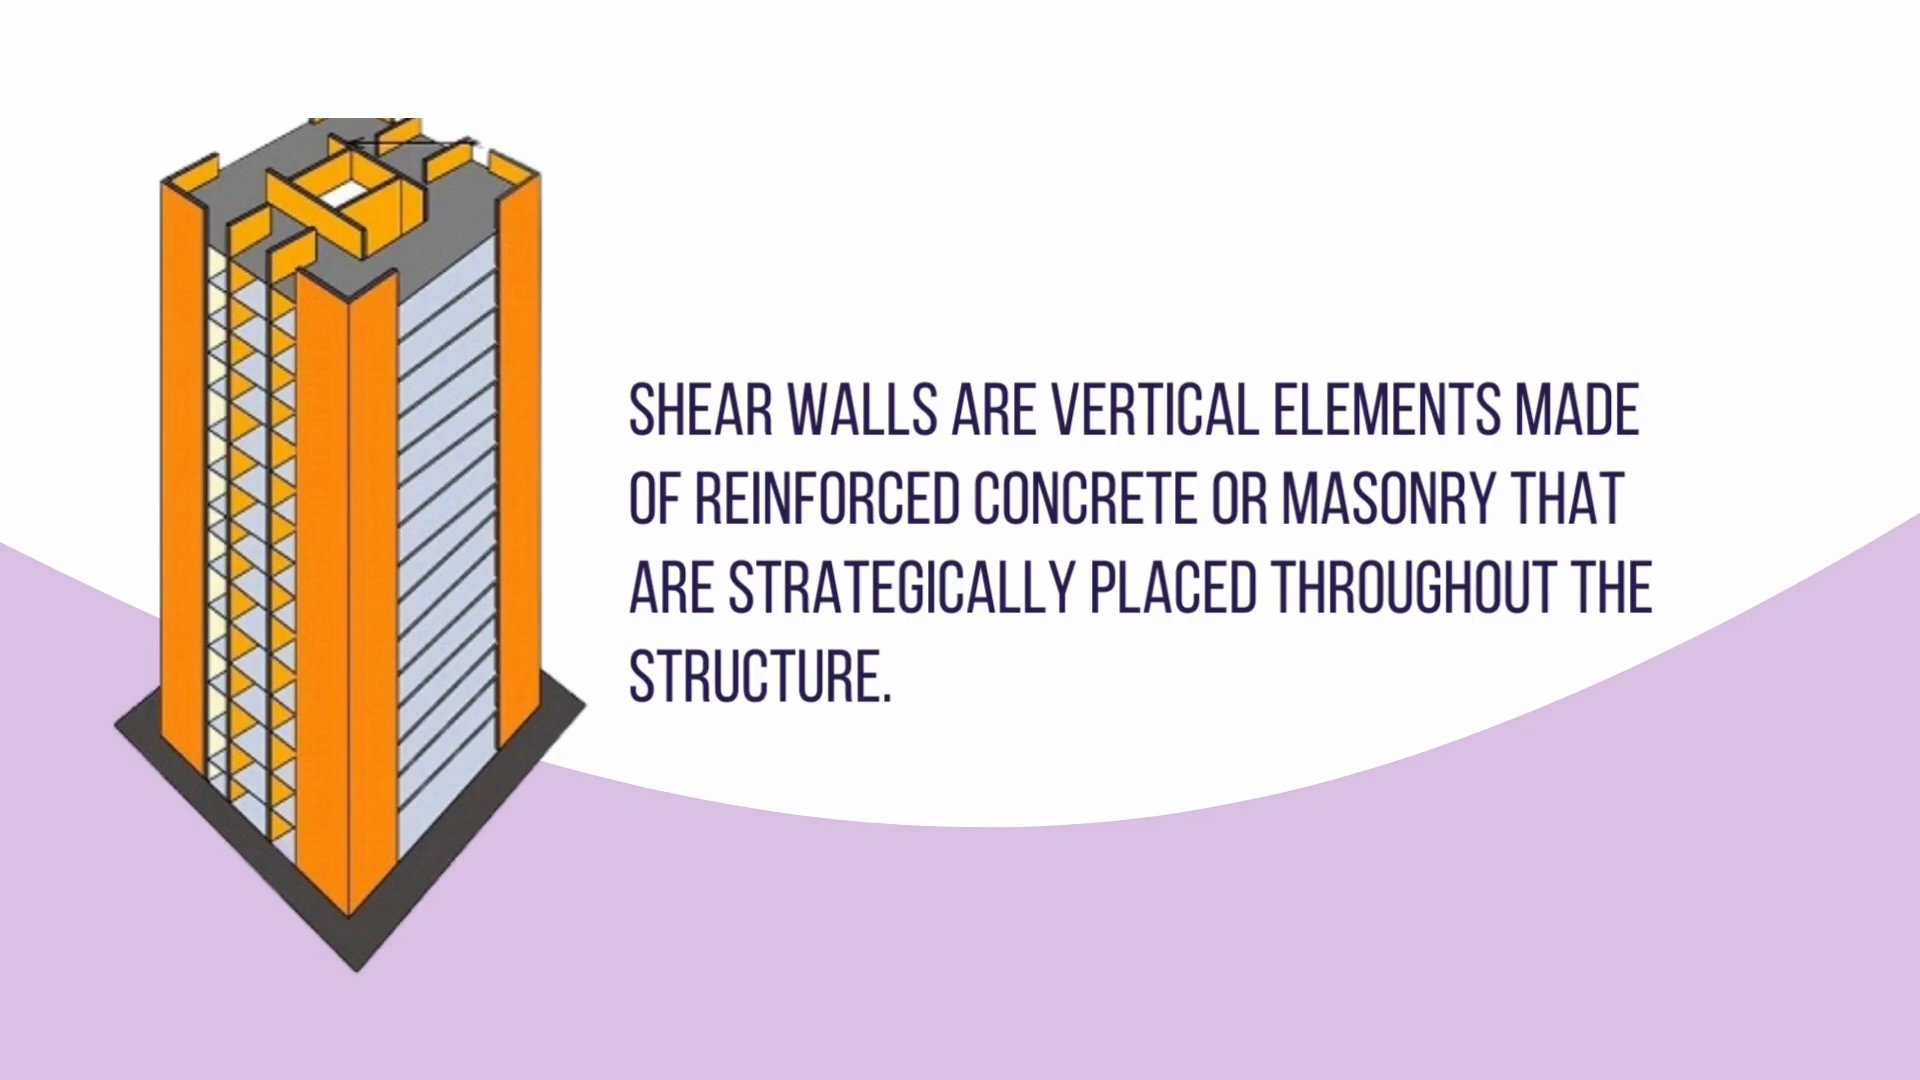 SHEAR WALLS ARE VERTICAL ELEMENTS MADE
OF REINFORCED CONCRETE OR MASONRY THAT
ARE STRATEGICALLY PLACED THROUGHOUT THE
STRUCTURE.